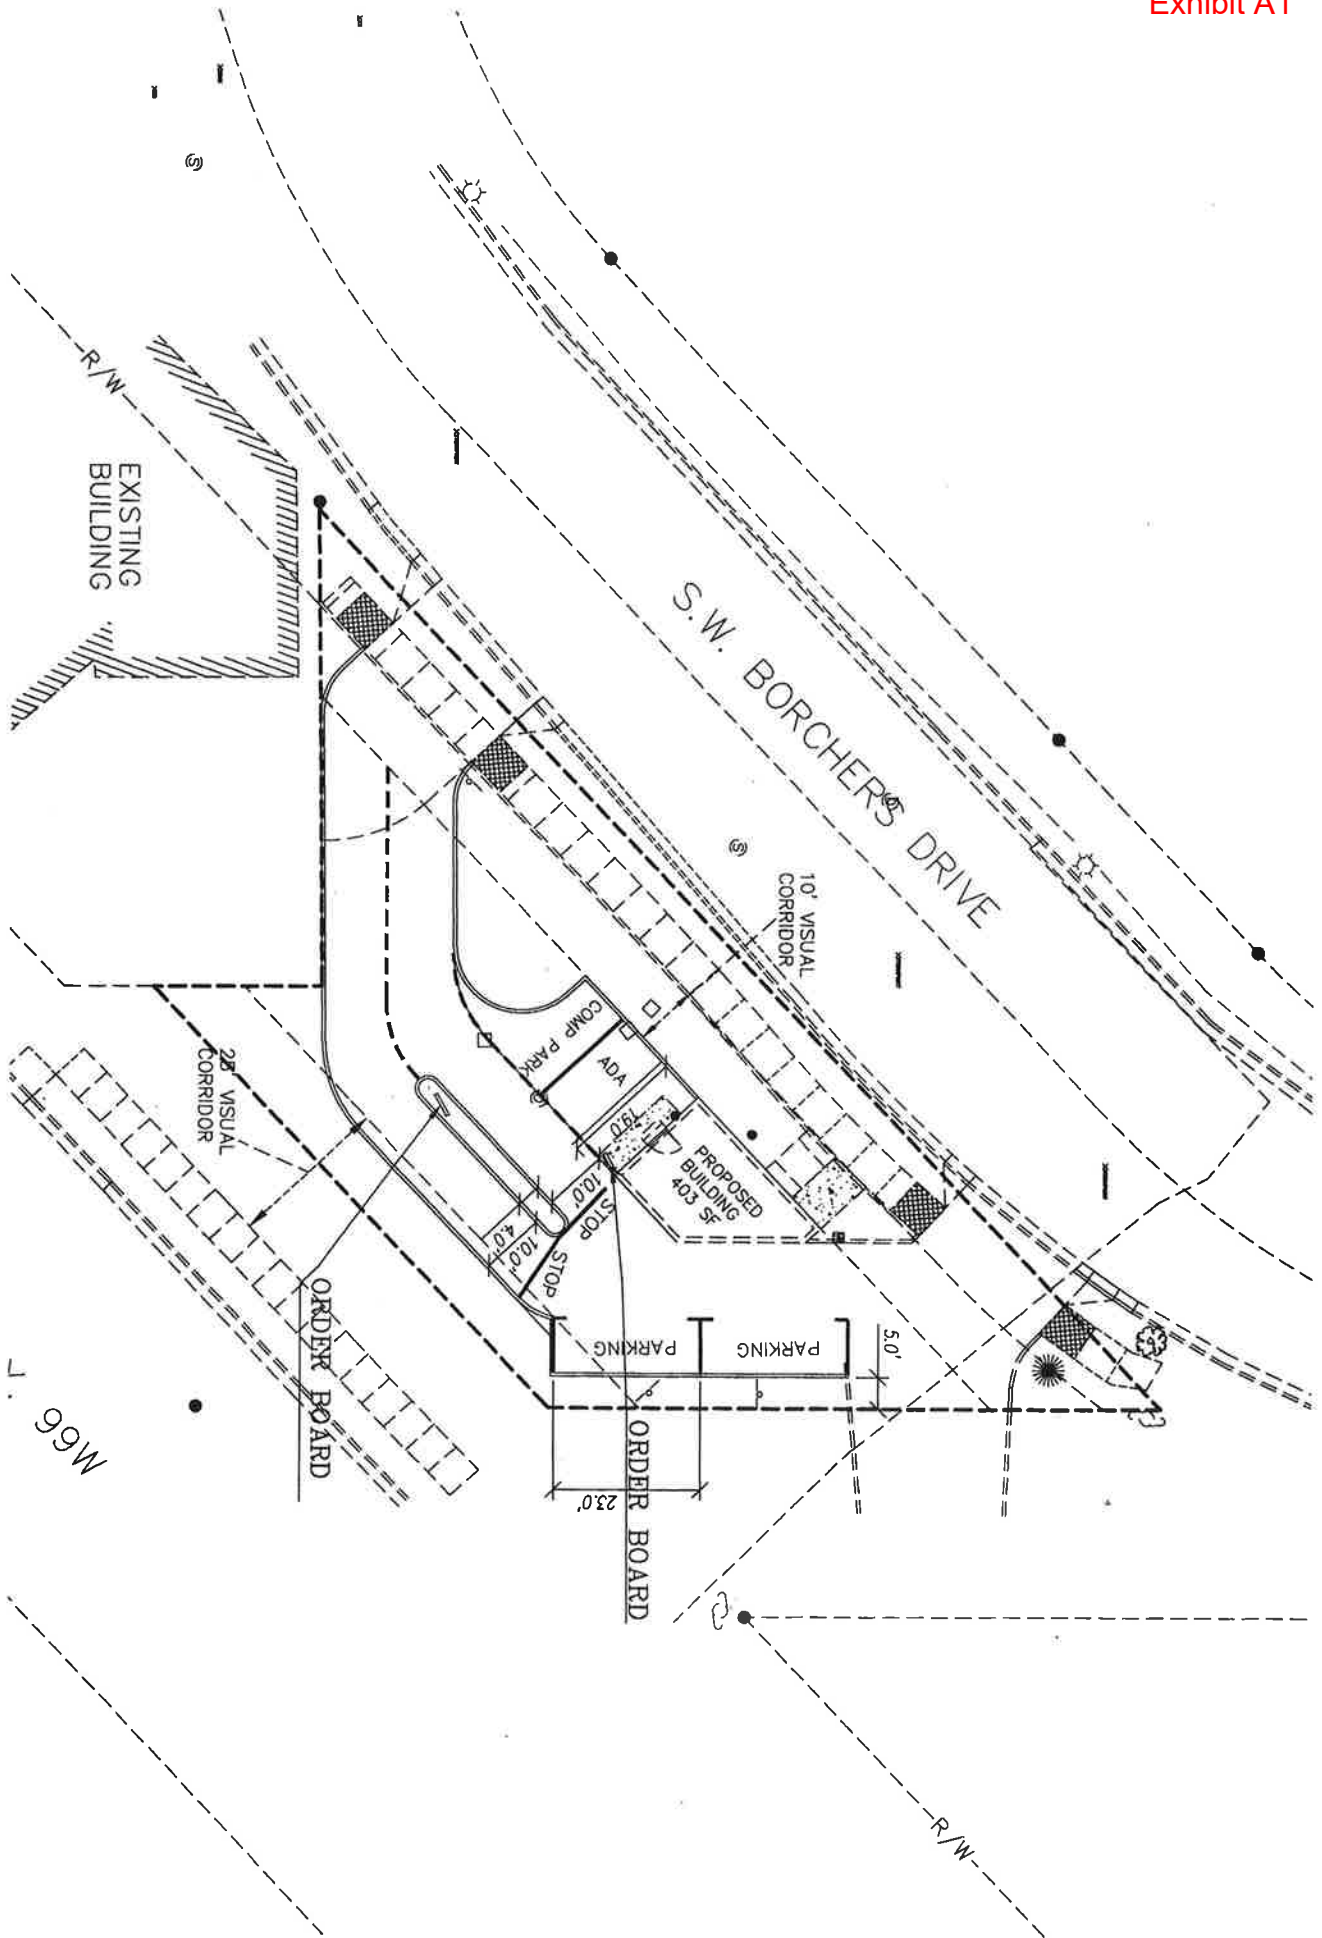 Exhibit A1
R/W
EXISTING
BUILDING
S.W. BORCHERS DRIVE
10' VISUAL
CORRIDOR
COMP PARK
ADA
19.0'
PROPOSED
BUILDING
403 SF
25' VISUAL
CORRIDOR
10.0'
4.0'
10.0'
STOP
STOP
PARKING
PARKING
5.0'
23.0'
ORDER BOARD
ORDER BOARD
99W
R/W
(S)
(S)
(S)